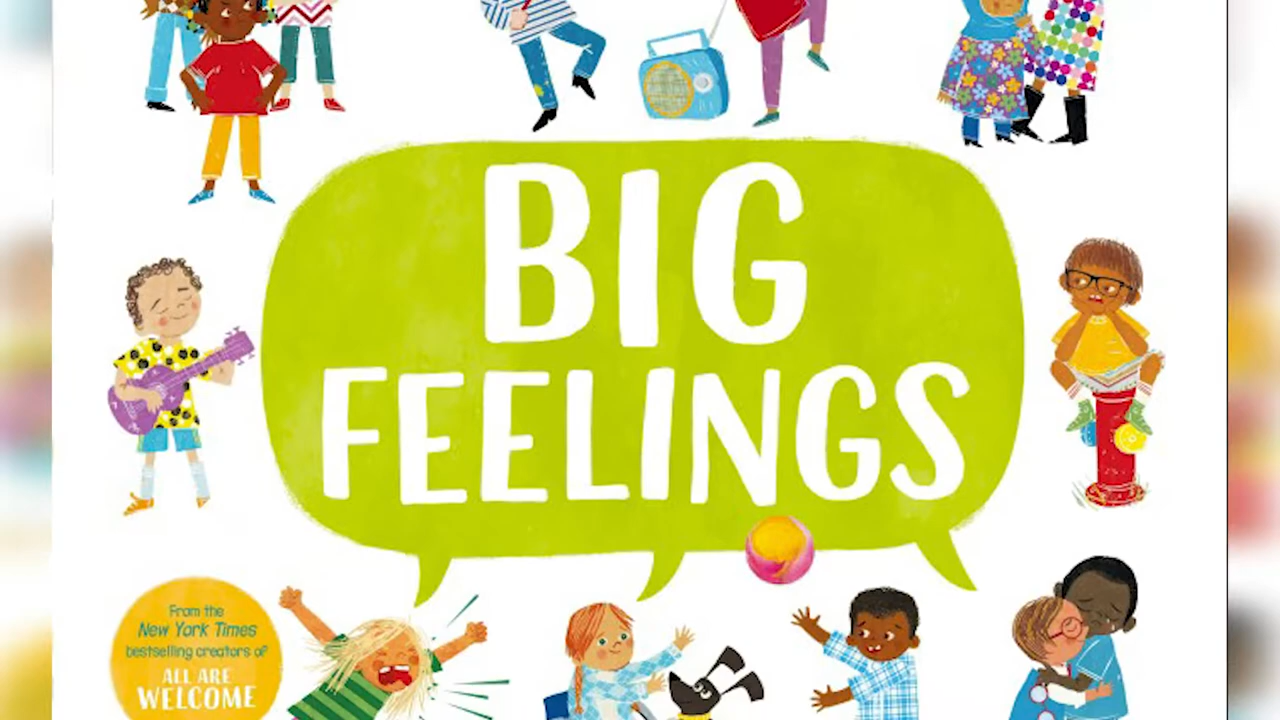 BIG
FEELINGS
From the
New York Times
bestselling creators of
ALL ARE
WELCOME